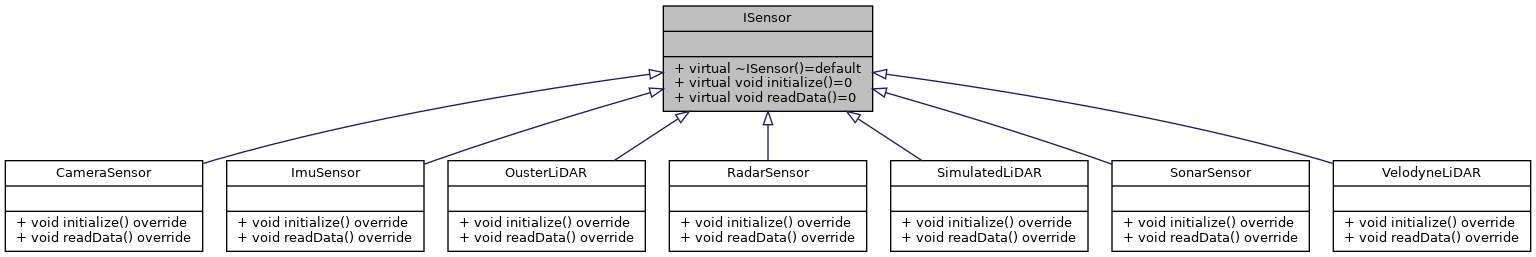 ISensor
+ virtual ~ISensor()=default
+ virtual void initialize()=0
+ virtual void readData()=0
CameraSensor
+ void initialize() override
+ void readData() override
ImuSensor
+ void initialize() override
+ void readData() override
OusterLiDAR
+ void initialize() override
+ void readData() override
RadarSensor
+ void initialize() override
+ void readData() override
SimulatedLiDAR
+ void initialize() override
+ void readData() override
SonarSensor
+ void initialize() override
+ void readData() override
VelodyneLiDAR
+ void initialize() override
+ void readData() override